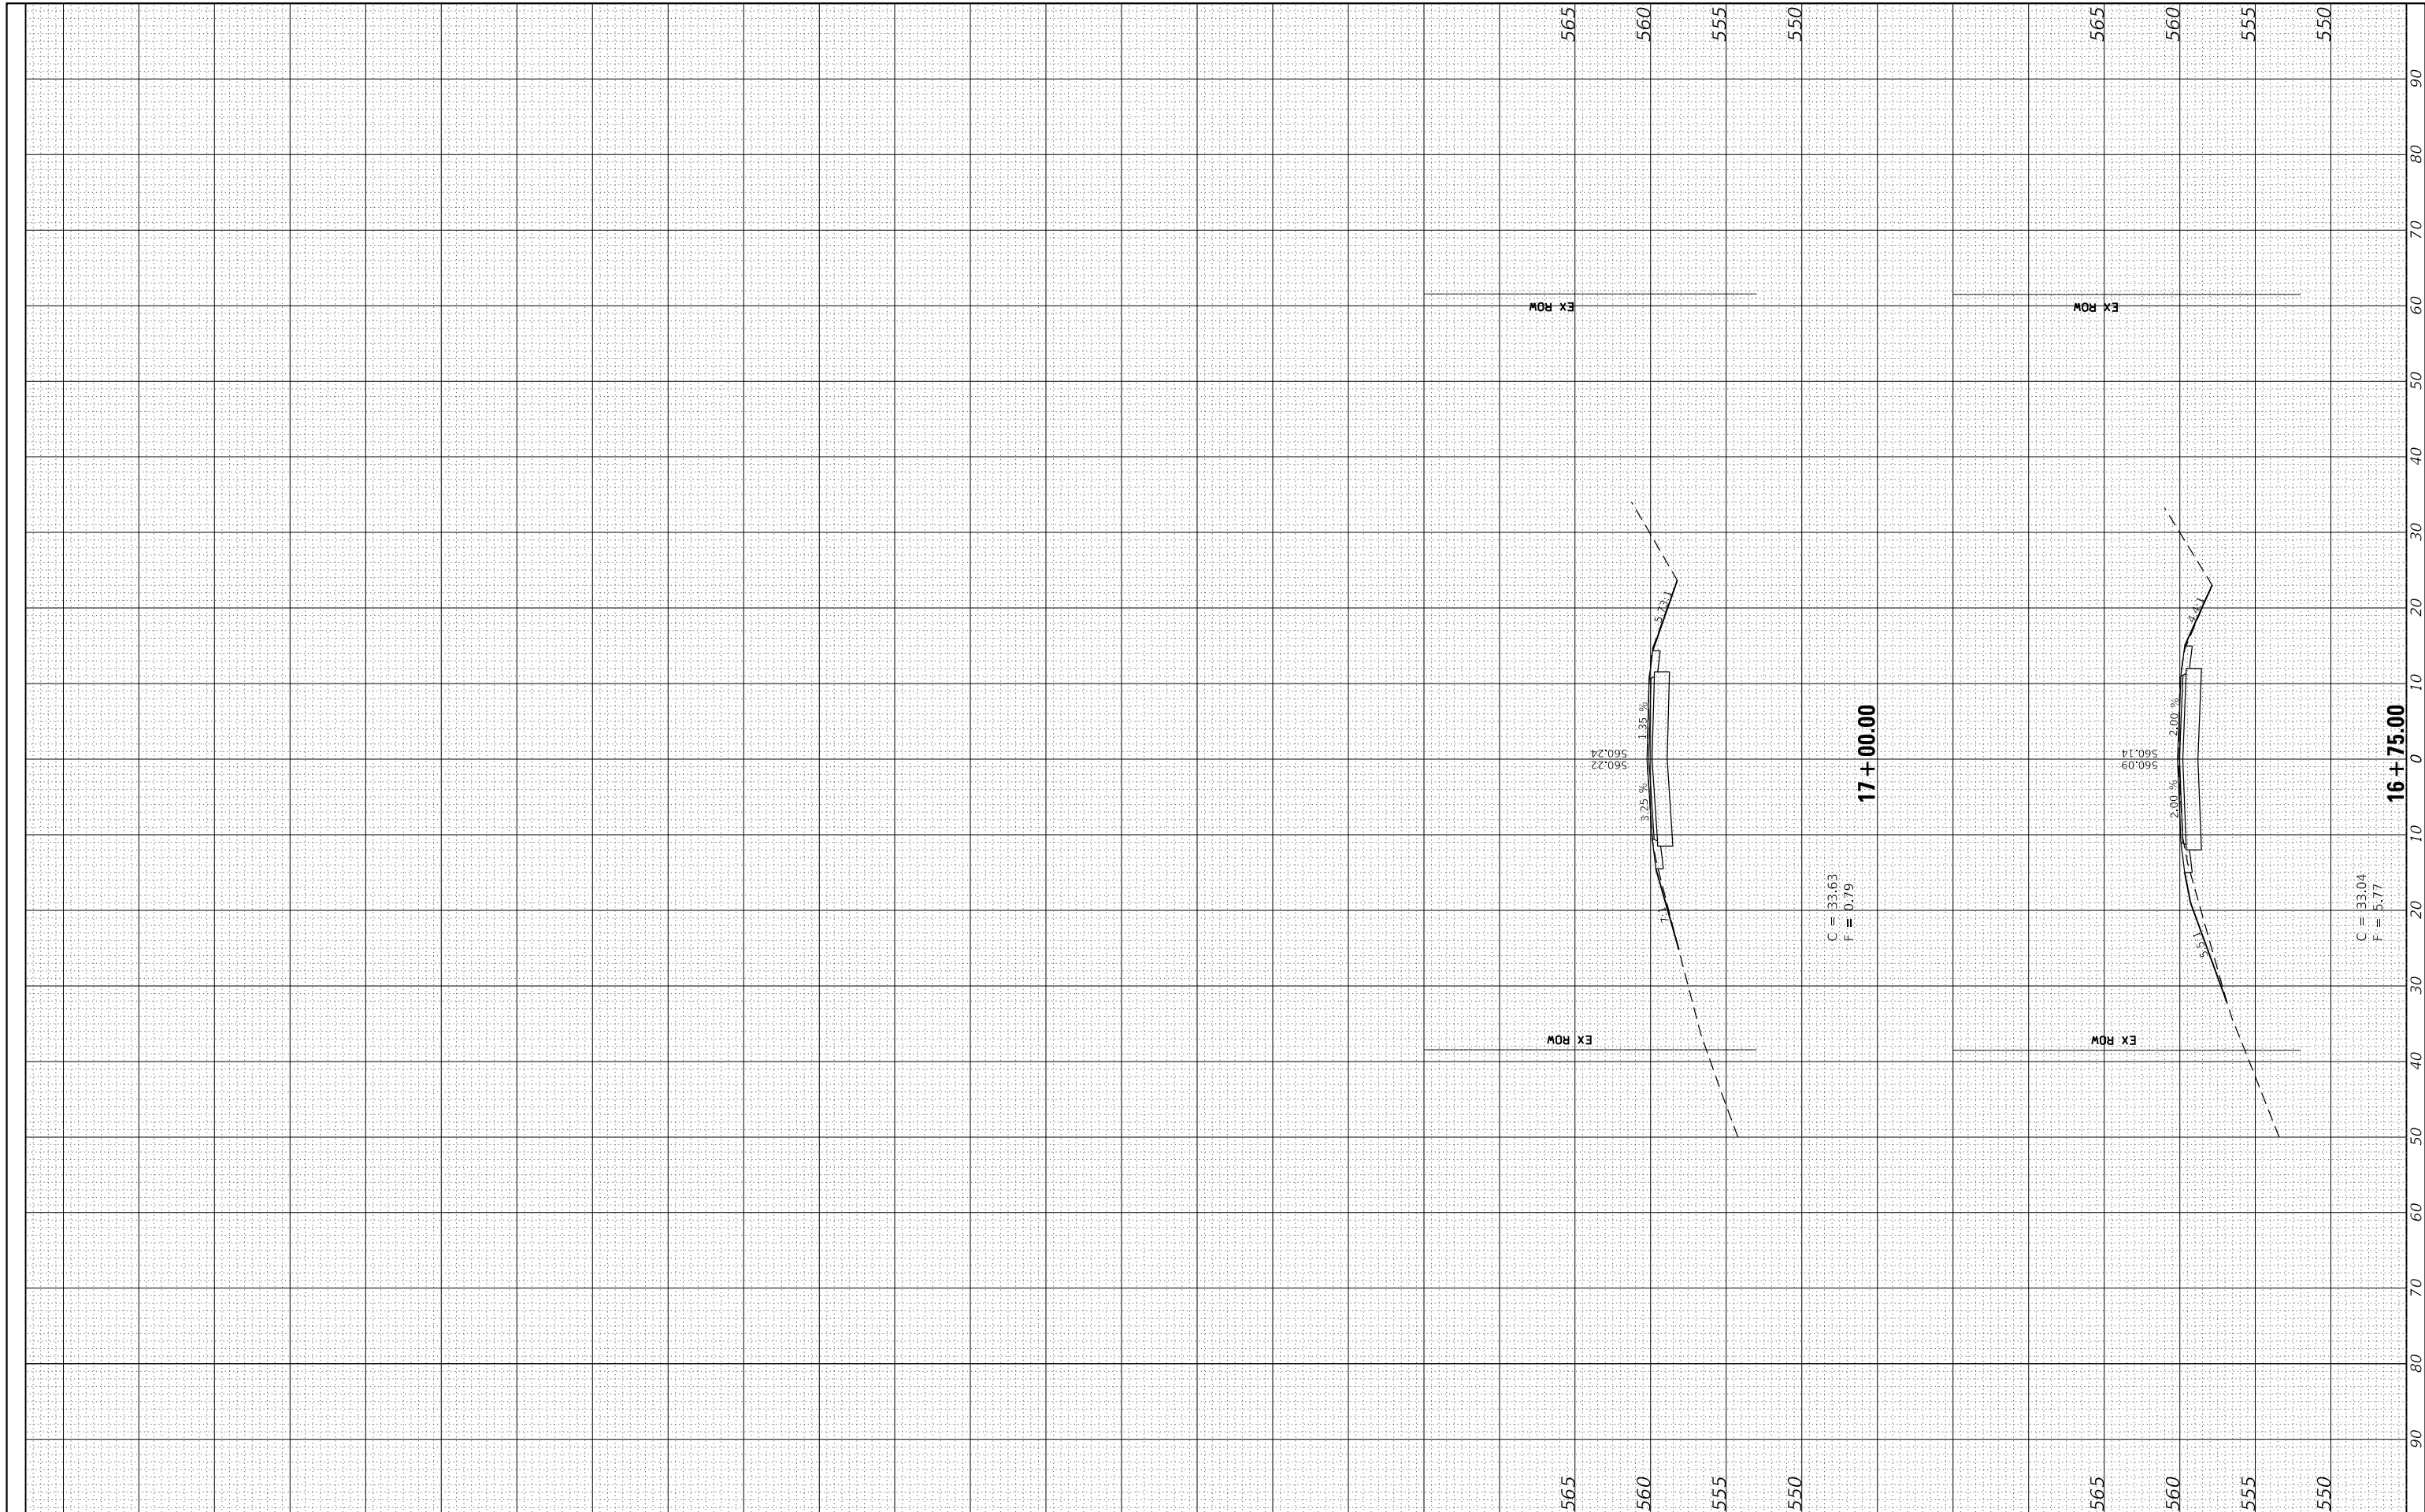 EX ROW
565 565
EX ROW
560.22
560.24
560 560
3.25 %
1.35 %
7:1
5.73:1
555 555
550 550
C = 33.63
F = 0.79
17+00.00
EX ROW
565 565
EX ROW
560.09
560.14
560 560
2.00 %
2.00 %
5.5:1
4.4:1
555 555
550 550
C = 33.04
F = 5.77
16+75.00
90 80 70 60 50 40 30 20 10 0 10 20 30 40 50 60 70 80 90